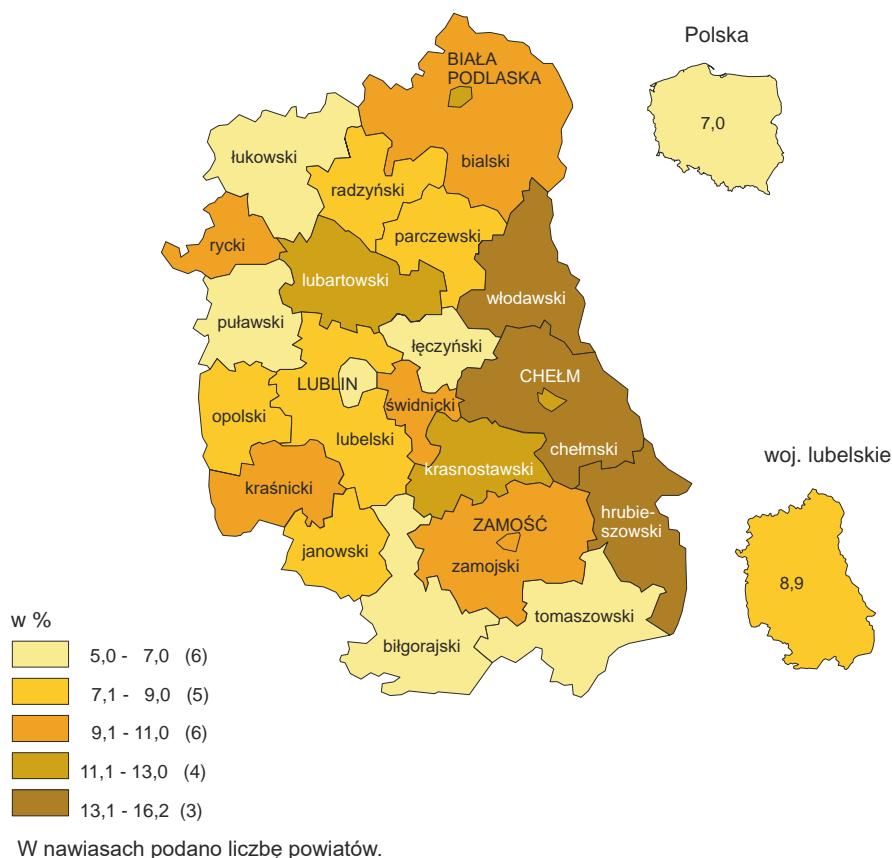 Polska
7,0
BIAŁA
PODLASKA
bialski
łukowski
radzyński
parczewski
rycki
lubartowski
włodawski
puławski
łęczyński
CHEŁM
LUBLIN
świdnicki
opolski
lubelski
chełmski
krasnostawski
kraśnicki
hrubie-
szowski
ZAMOŚĆ
zamojski
janowski
tomaszowski
biłgorajski
woj. lubelskie
8,9
w %
5,0 - 7,0 (6)
7,1 - 9,0 (5)
9,1 - 11,0 (6)
11,1 - 13,0 (4)
13,1 - 16,2 (3)
W nawiasach podano liczbę powiatów.